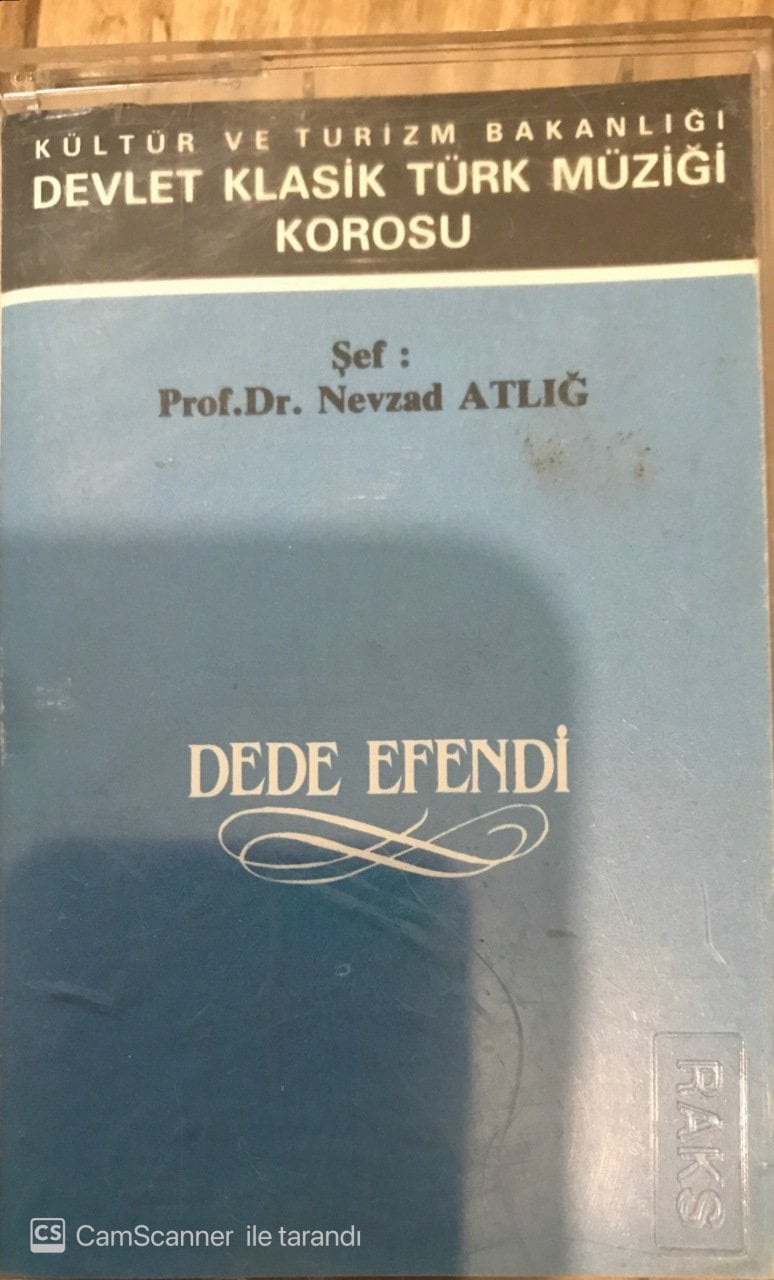 KÜLTÜR VE TURİZM BAKANLIĞI
DEVLET KLASİK TÜRK MÜZİĞİ
KOROSU
Şef :
Prof.Dr. Nevzad ATLIĞ
DEDE EFENDİ
RAKS
CS CamScanner ile tarandı